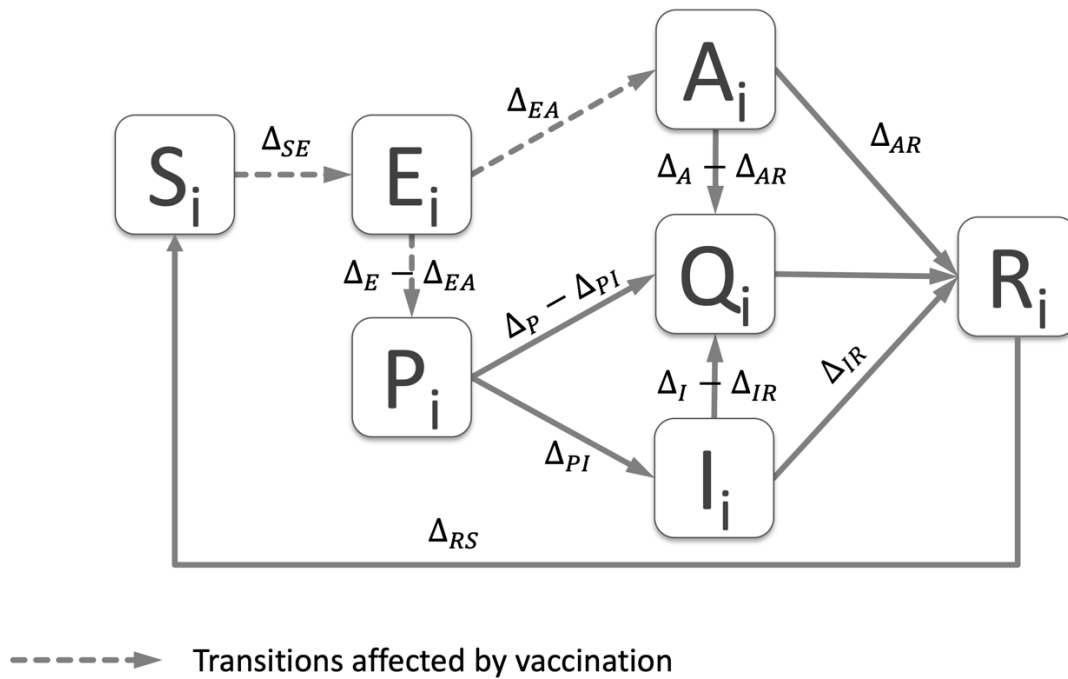 A_i
Δ_EA
Δ_SE
Δ_AR
S_i
E_i
Δ_A − Δ_AR
Δ_E − Δ_EA
Q_i
R_i
Δ_P − Δ_PI
P_i
Δ_I − Δ_IR
Δ_IR
Δ_PI
I_i
Δ_RS
Transitions affected by vaccination